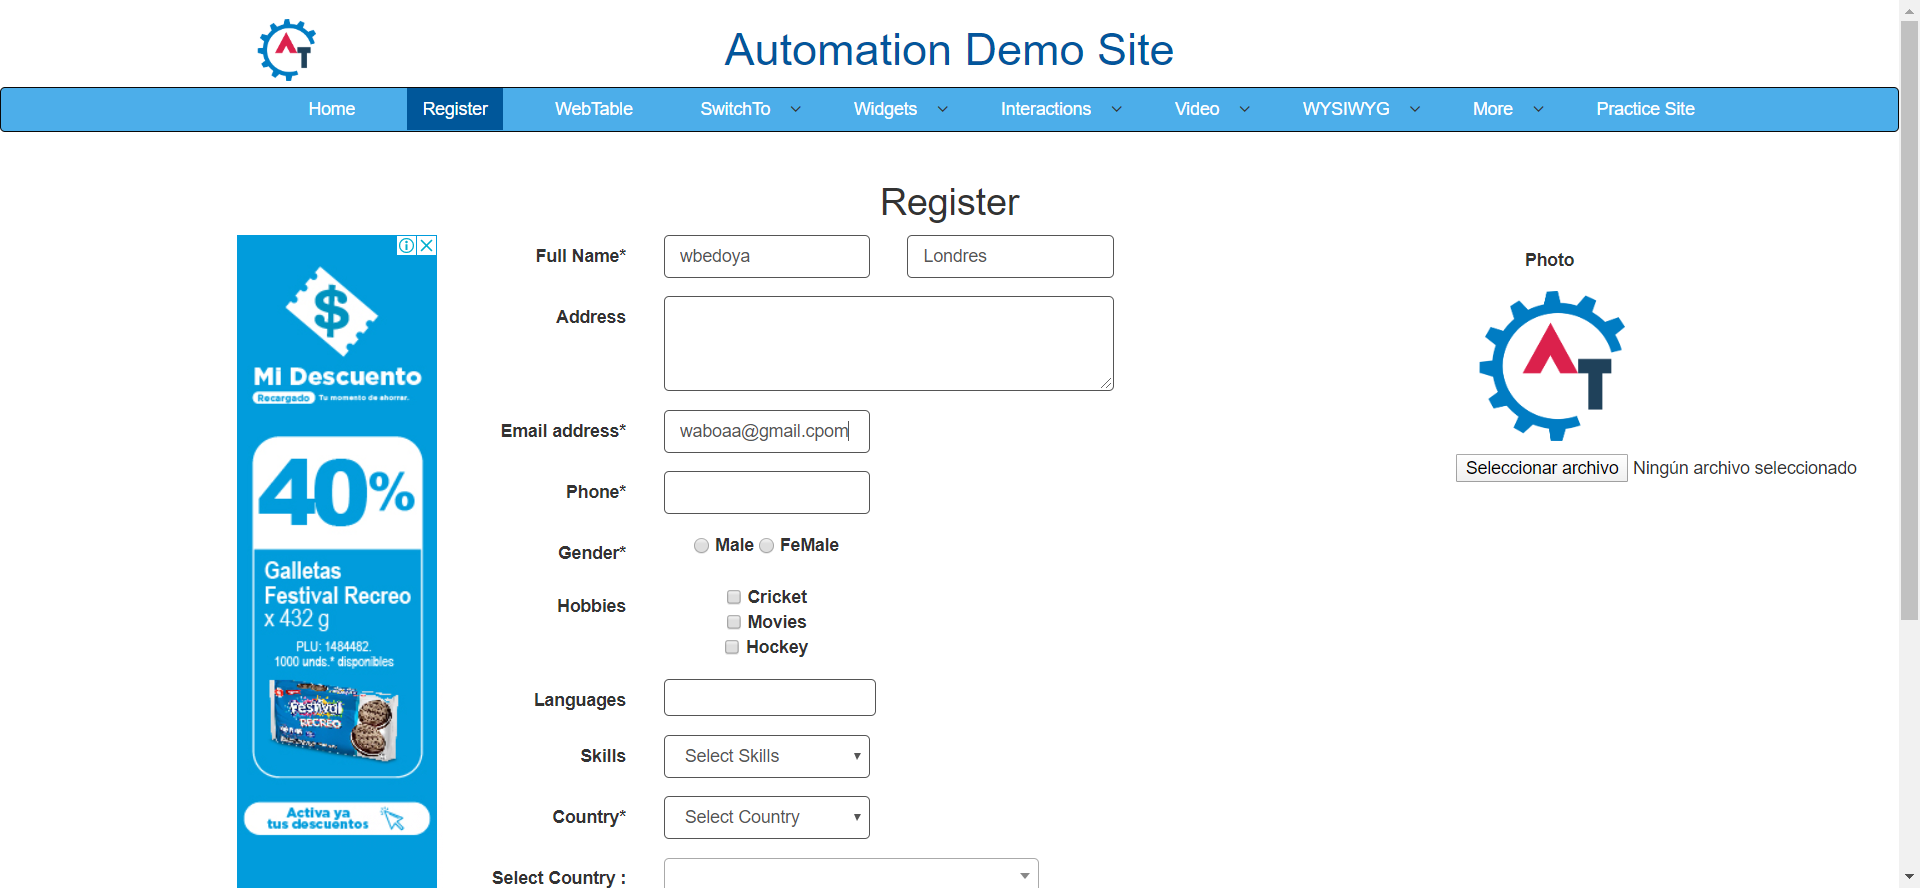 AT
Automation Demo Site
Home Register WebTable SwitchTo Widgets Interactions Video WYSIWYG More Practice Site
Register
Full Name* wbedoya Londres
Address
Email address* waboaa@gmail.cpom
Phone*
Gender* Male FeMale
Hobbies
Cricket
Movies
Hockey
Languages
Skills Select Skills
Country* Select Country
Select Country :
Photo
AT
Seleccionar archivo Ningún archivo seleccionado
$
Mi Descuento
Recargado Tu momento de ahorrar.
40%
Galletas
Festival Recreo
x 432 g
PLU: 1484482.
1000 unds.* disponibles
Festival
RECREO
Activa ya
tus descuentos